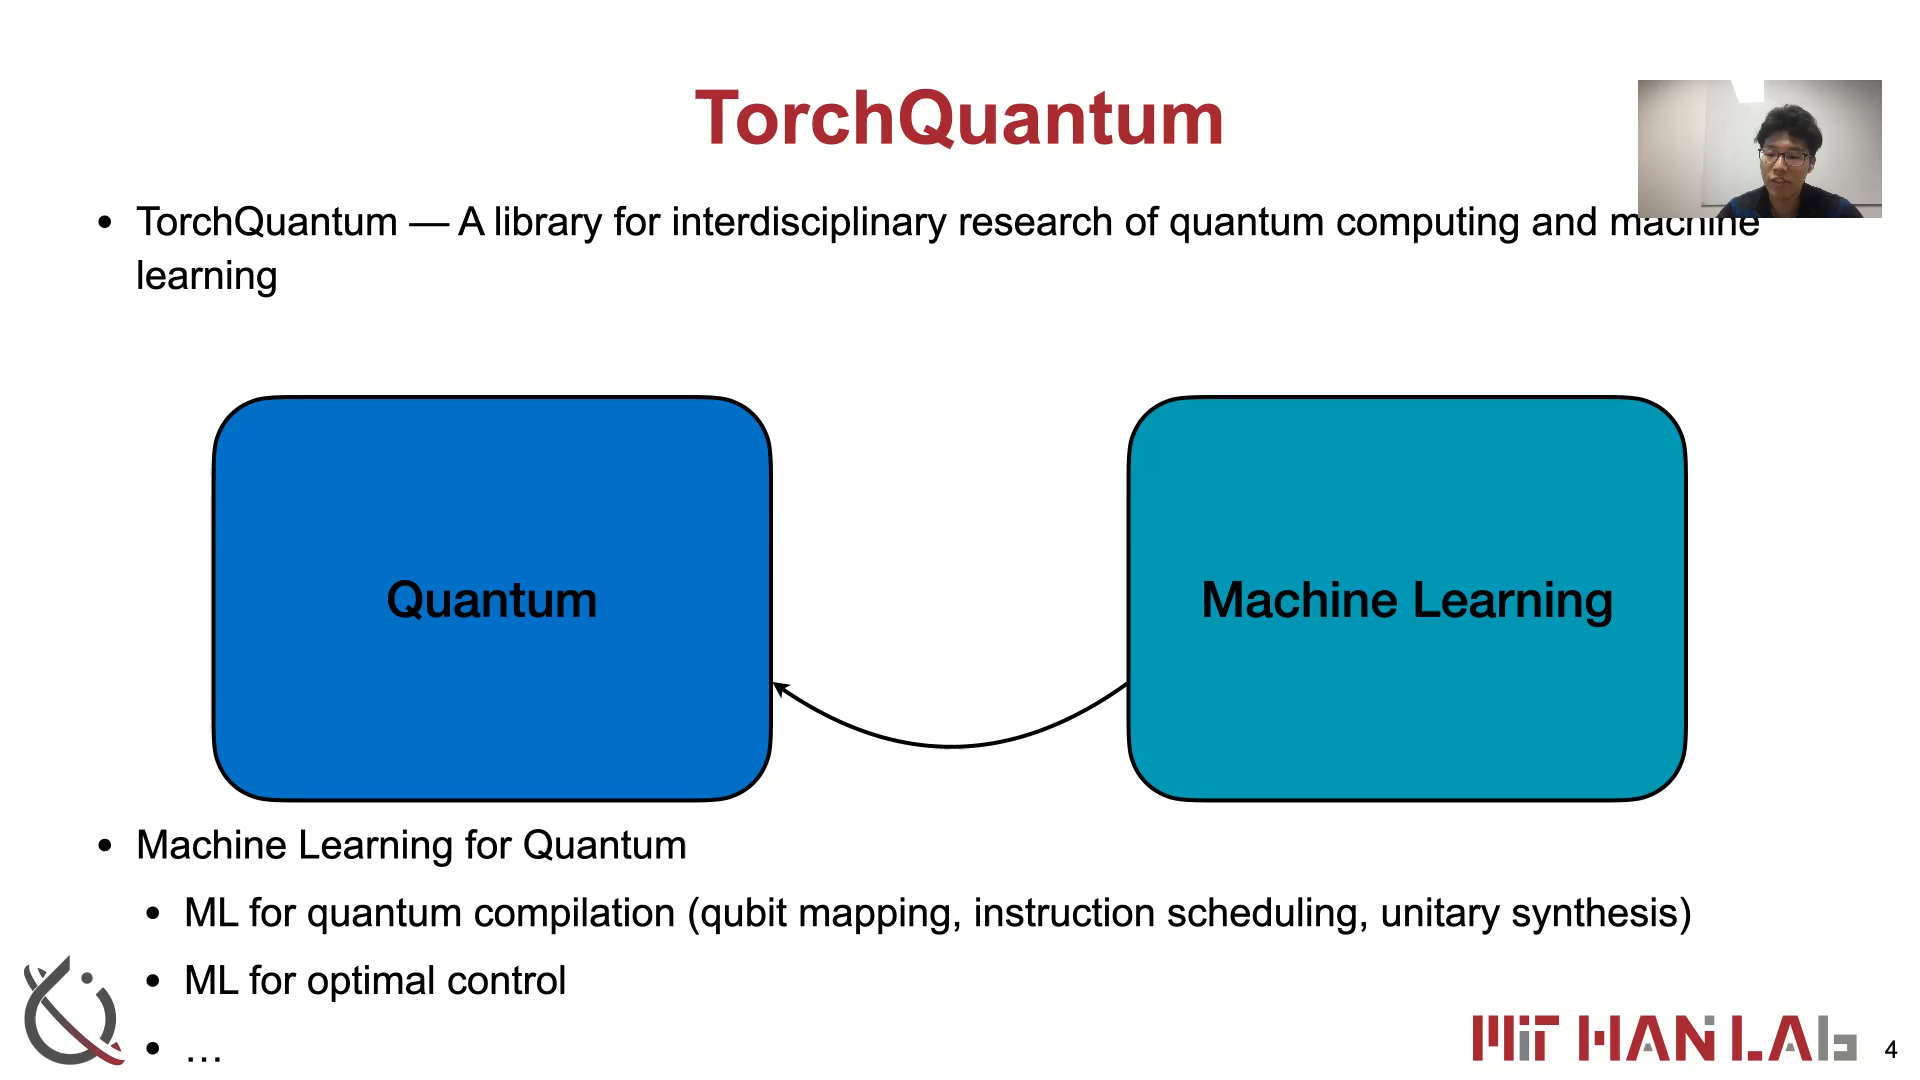 TorchQuantum
• TorchQuantum — A library for interdisciplinary research of quantum computing and machine
learning
Quantum
Machine Learning
• Machine Learning for Quantum
• ML for quantum compilation (qubit mapping, instruction scheduling, unitary synthesis)
• ML for optimal control
• …
MIT HAN LAB
4